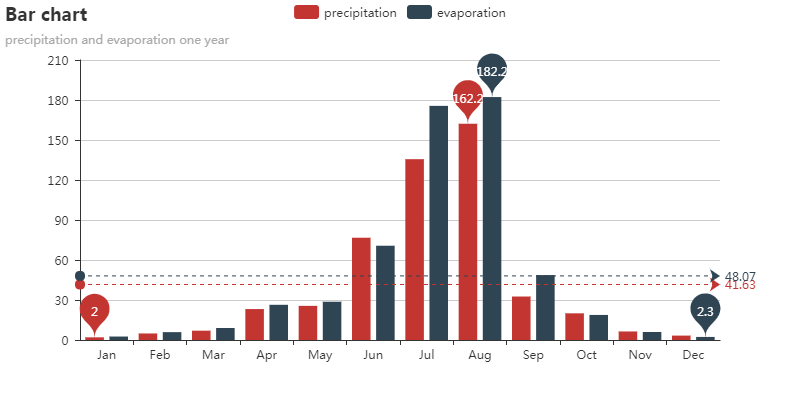 Bar chart
precipitation
evaporation
precipitation and evaporation one year
210
180
150
120
90
60
30
0
182.2
162.2
48.07
41.63
2
2.3
Jan
Feb
Mar
Apr
May
Jun
Jul
Aug
Sep
Oct
Nov
Dec